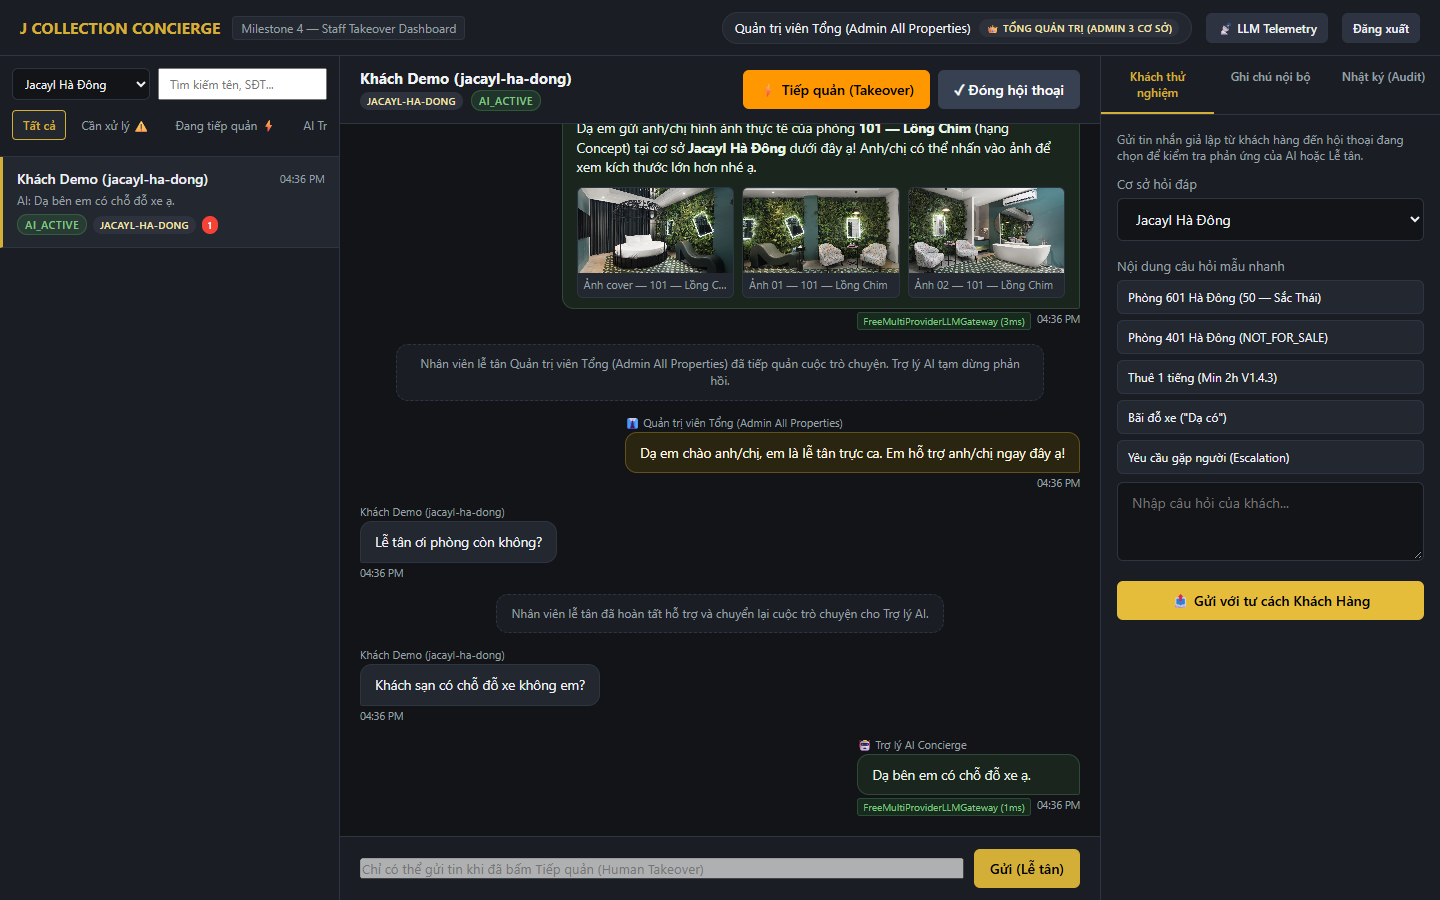 J COLLECTION CONCIERGE
Milestone 4 — Staff Takeover Dashboard
Quản trị viên Tổng (Admin All Properties)
TỔNG QUẢN TRỊ (ADMIN 3 CƠ SỞ)
LLM Telemetry
Đăng xuất
Jacayl Hà Đông
Tìm kiếm tên, SĐT...
Tất cả
Cần xử lý
Đang tiếp quản
AI Tr
Khách Demo (jacayl-ha-dong)
04:36 PM
AI: Dạ bên em có chỗ đỗ xe ạ.
AI_ACTIVE
JACAYL-HA-DONG
1
Khách Demo (jacayl-ha-dong)
JACAYL-HA-DONG
AI_ACTIVE
Tiếp quản (Takeover)
✓ Đóng hội thoại
Dạ em gửi anh/chị hình ảnh thực tế của phòng 101 — Lồng Chim (hạng
Concept) tại cơ sở Jacayl Hà Đông dưới đây ạ! Anh/chị có thể nhấn vào ảnh để
xem kích thước lớn hơn nhé ạ.
Ảnh cover — 101 — Lồng C...
Ảnh 01 — 101 — Lồng Chim
Ảnh 02 — 101 — Lồng Chim
FreeMultiProviderLLMGateway (3ms)
04:36 PM
Nhân viên lễ tân Quản trị viên Tổng (Admin All Properties) đã tiếp quản cuộc trò chuyện. Trợ lý AI tạm dừng phản
hồi.
Quản trị viên Tổng (Admin All Properties)
Dạ em chào anh/chị, em là lễ tân trực ca. Em hỗ trợ anh/chị ngay đây ạ!
04:36 PM
Khách Demo (jacayl-ha-dong)
Lễ tân ơi phòng còn không?
04:36 PM
Nhân viên lễ tân đã hoàn tất hỗ trợ và chuyển lại cuộc trò chuyện cho Trợ lý AI.
Khách Demo (jacayl-ha-dong)
Khách sạn có chỗ đỗ xe không em?
04:36 PM
Trợ lý AI Concierge
Dạ bên em có chỗ đỗ xe ạ.
FreeMultiProviderLLMGateway (1ms)
04:36 PM
Chỉ có thể gửi tin khi đã bấm Tiếp quản (Human Takeover)
Gửi (Lễ tân)
Khách thử
nghiệm
Ghi chú nội bộ
Nhật ký (Audit)
Gửi tin nhắn giả lập từ khách hàng đến hội thoại đang
chọn để kiểm tra phản ứng của AI hoặc Lễ tân.
Cơ sở hỏi đáp
Jacayl Hà Đông
Nội dung câu hỏi mẫu nhanh
Phòng 601 Hà Đông (50 — Sắc Thái)
Phòng 401 Hà Đông (NOT_FOR_SALE)
Thuê 1 tiếng (Min 2h V1.4.3)
Bãi đỗ xe ("Dạ có")
Yêu cầu gặp người (Escalation)
Nhập câu hỏi của khách...
Gửi với tư cách Khách Hàng